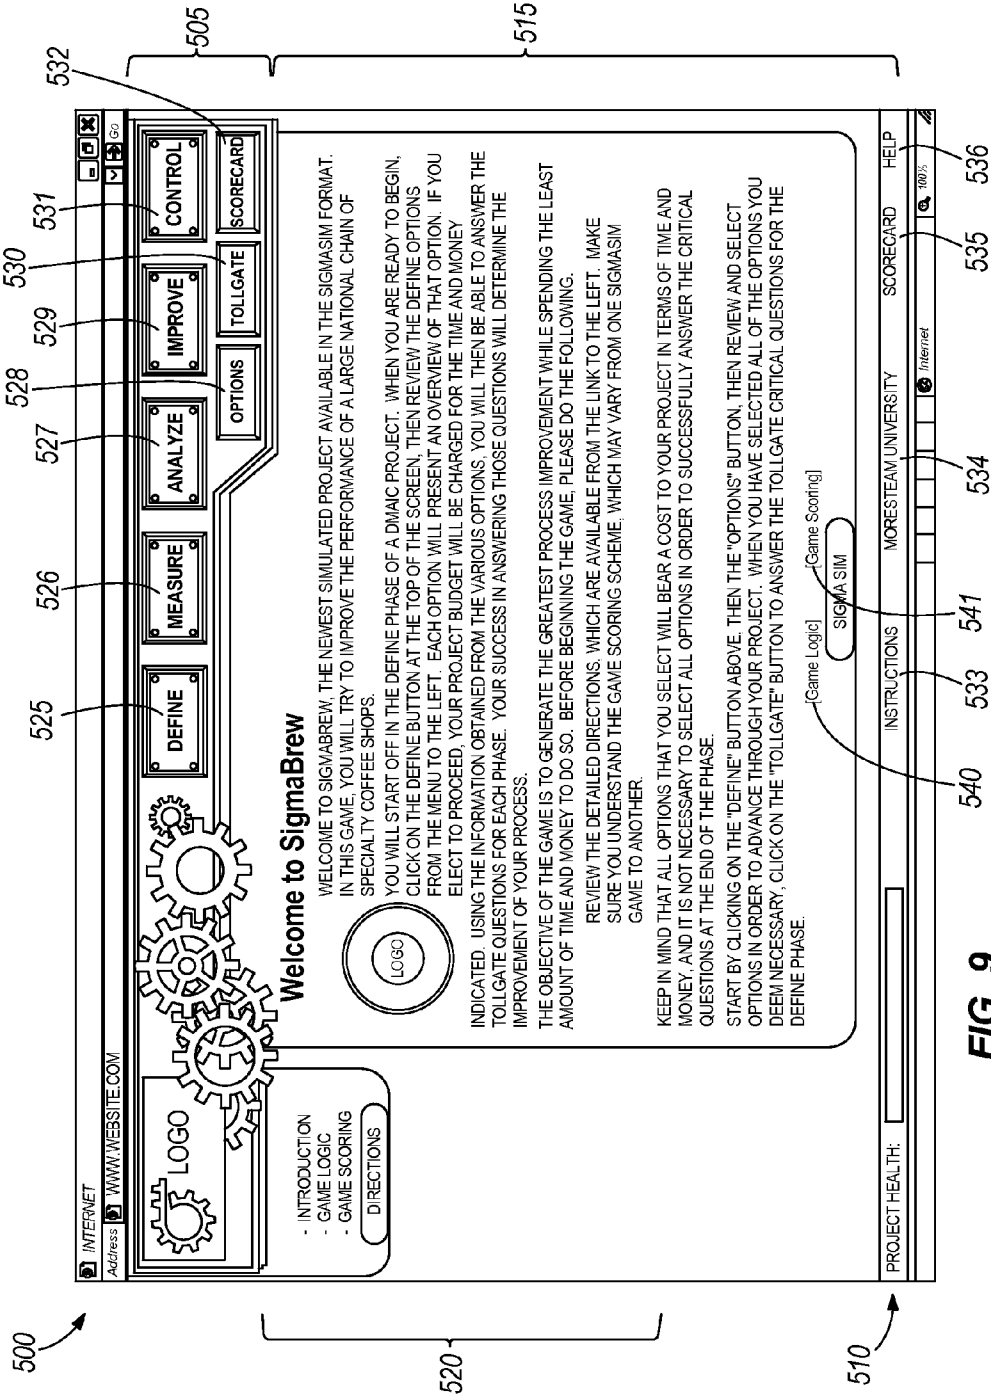 500
INTERNET
Address WWW.WEBSITE.COM
Go
LOGO
525
526
527
528
529
530
531
532
505
515
DEFINE
MEASURE
ANALYZE
IMPROVE
CONTROL
OPTIONS
TOLLGATE
SCORECARD
- INTRODUCTION
- GAME LOGIC
- GAME SCORING
DIRECTIONS
520
Welcome to SigmaBrew
LOGO
WELCOME TO SIGMABREW, THE NEWEST SIMULATED PROJECT AVAILABLE IN THE SIGMASIM FORMAT.
IN THIS GAME, YOU WILL TRY TO IMPROVE THE PERFORMANCE OF A LARGE NATIONAL CHAIN OF
SPECIALTY COFFEE SHOPS.
YOU WILL START OFF IN THE DEFINE PHASE OF A DMAIC PROJECT. WHEN YOU ARE READY TO BEGIN,
CLICK ON THE DEFINE BUTTON AT THE TOP OF THE SCREEN, THEN REVIEW THE DEFINE OPTIONS
FROM THE MENU TO THE LEFT. EACH OPTION WILL PRESENT AN OVERVIEW OF THAT OPTION. IF YOU
ELECT TO PROCEED, YOUR PROJECT BUDGET WILL BE CHARGED FOR THE TIME AND MONEY
INDICATED. USING THE INFORMATION OBTAINED FROM THE VARIOUS OPTIONS, YOU WILL THEN BE ABLE TO ANSWER THE
TOLLGATE QUESTIONS FOR EACH PHASE. YOUR SUCCESS IN ANSWERING THOSE QUESTIONS WILL DETERMINE THE
IMPROVEMENT OF YOUR PROCESS.
THE OBJECTIVE OF THE GAME IS TO GENERATE THE GREATEST PROCESS IMPROVEMENT WHILE SPENDING THE LEAST
AMOUNT OF TIME AND MONEY TO DO SO. BEFORE BEGINNING THE GAME, PLEASE DO THE FOLLOWING.
REVIEW THE DETAILED DIRECTIONS. WHICH ARE AVAILABLE FROM THE LINK TO THE LEFT. MAKE
SURE YOU UNDERSTAND THE GAME SCORING SCHEME, WHICH MAY VARY FROM ONE SIGMASIM
GAME TO ANOTHER.
KEEP IN MIND THAT ALL OPTIONS THAT YOU SELECT WILL BEAR A COST TO YOUR PROJECT IN TERMS OF TIME AND
MONEY, AND IT IS NOT NECESSARY TO SELECT ALL OPTIONS IN ORDER TO SUCCESSFULLY ANSWER THE CRITICAL
QUESTIONS AT THE END OF THE PHASE.
START BY CLICKING ON THE "DEFINE" BUTTON ABOVE. THEN THE "OPTIONS" BUTTON, THEN REVIEW AND SELECT
OPTIONS IN ORDER TO ADVANCE THROUGH YOUR PROJECT. WHEN YOU HAVE SELECTED ALL OF THE OPTIONS YOU
DEEM NECESSARY, CLICK ON THE "TOLLGATE" BUTTON TO ANSWER THE TOLLGATE CRITICAL QUESTIONS FOR THE
DEFINE PHASE.
[Game Logic] [Game Scoring]
SIGMA SIM
PROJECT HEALTH:
INSTRUCTIONS
MORESTEAM UNIVERSITY
SCORECARD
HELP
Internet
100%
510
540
533
541
534
535
536
FIG. 9